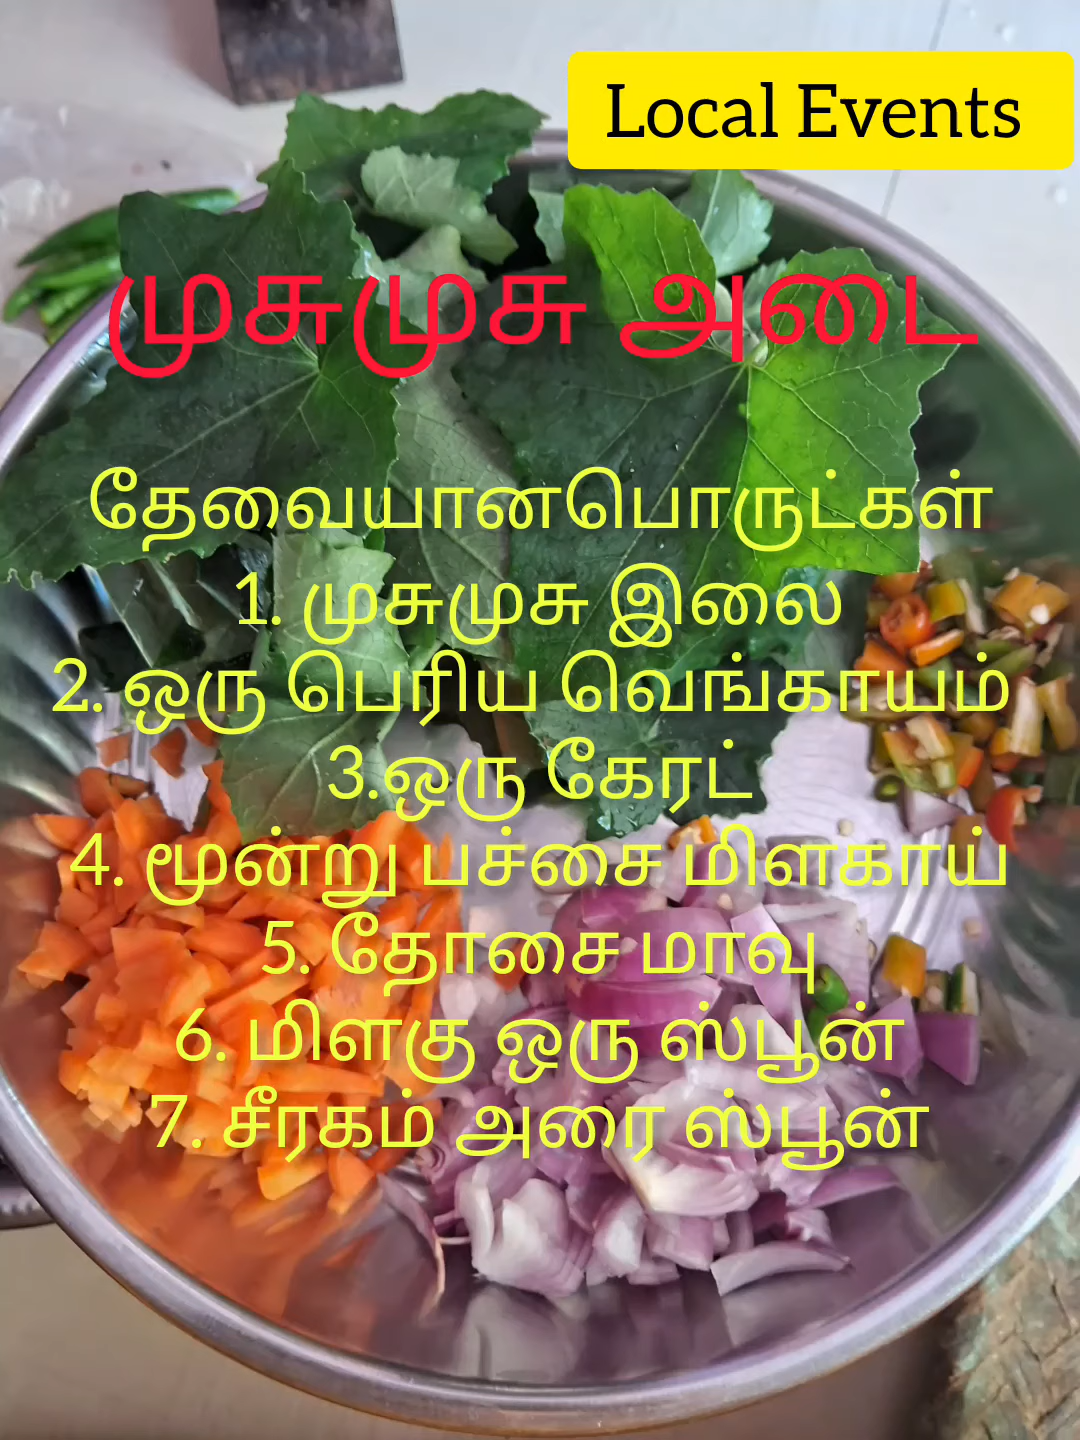 Local Events
முசுமுசு அடை
தேவையானபொருட்கள்
1. முசுமுசு இலை
2. ஒரு பெரிய வெங்காயம்
3.ஒரு கேரட்
4. மூன்று பச்சை மிளகாய்
5. தோசை மாவு
6. மிளகு ஒரு ஸ்பூன்
7. சீரகம் அரை ஸ்பூன்